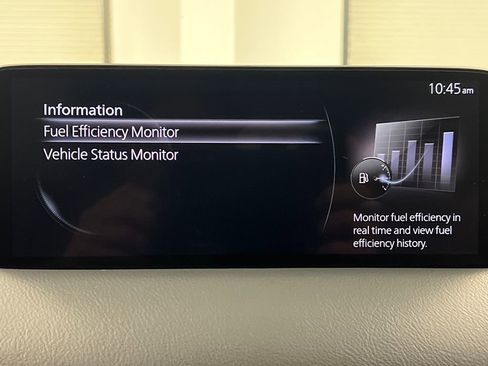 10:45am
Information
Fuel Efficiency Monitor
Vehicle Status Monitor
Monitor fuel efficiency in
real time and view fuel
efficiency history.